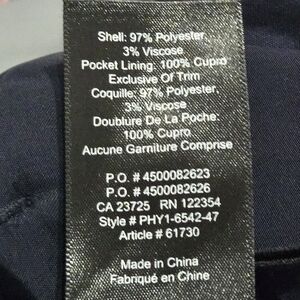 Shell: 97% Polyester,
3% Viscose
Pocket Lining: 100% Cupro
Exclusive Of Trim
Coquille: 97% Polyester,
3% Viscose
Doublure De La Poche:
100% Cupro
Aucune Garniture Comprise
P.O. # 4500082623
P.O. # 4500082626
CA 23725 RN 122354
Style # PHY1-6542-47
Article # 61730
Made in China
Fabriqué en Chine